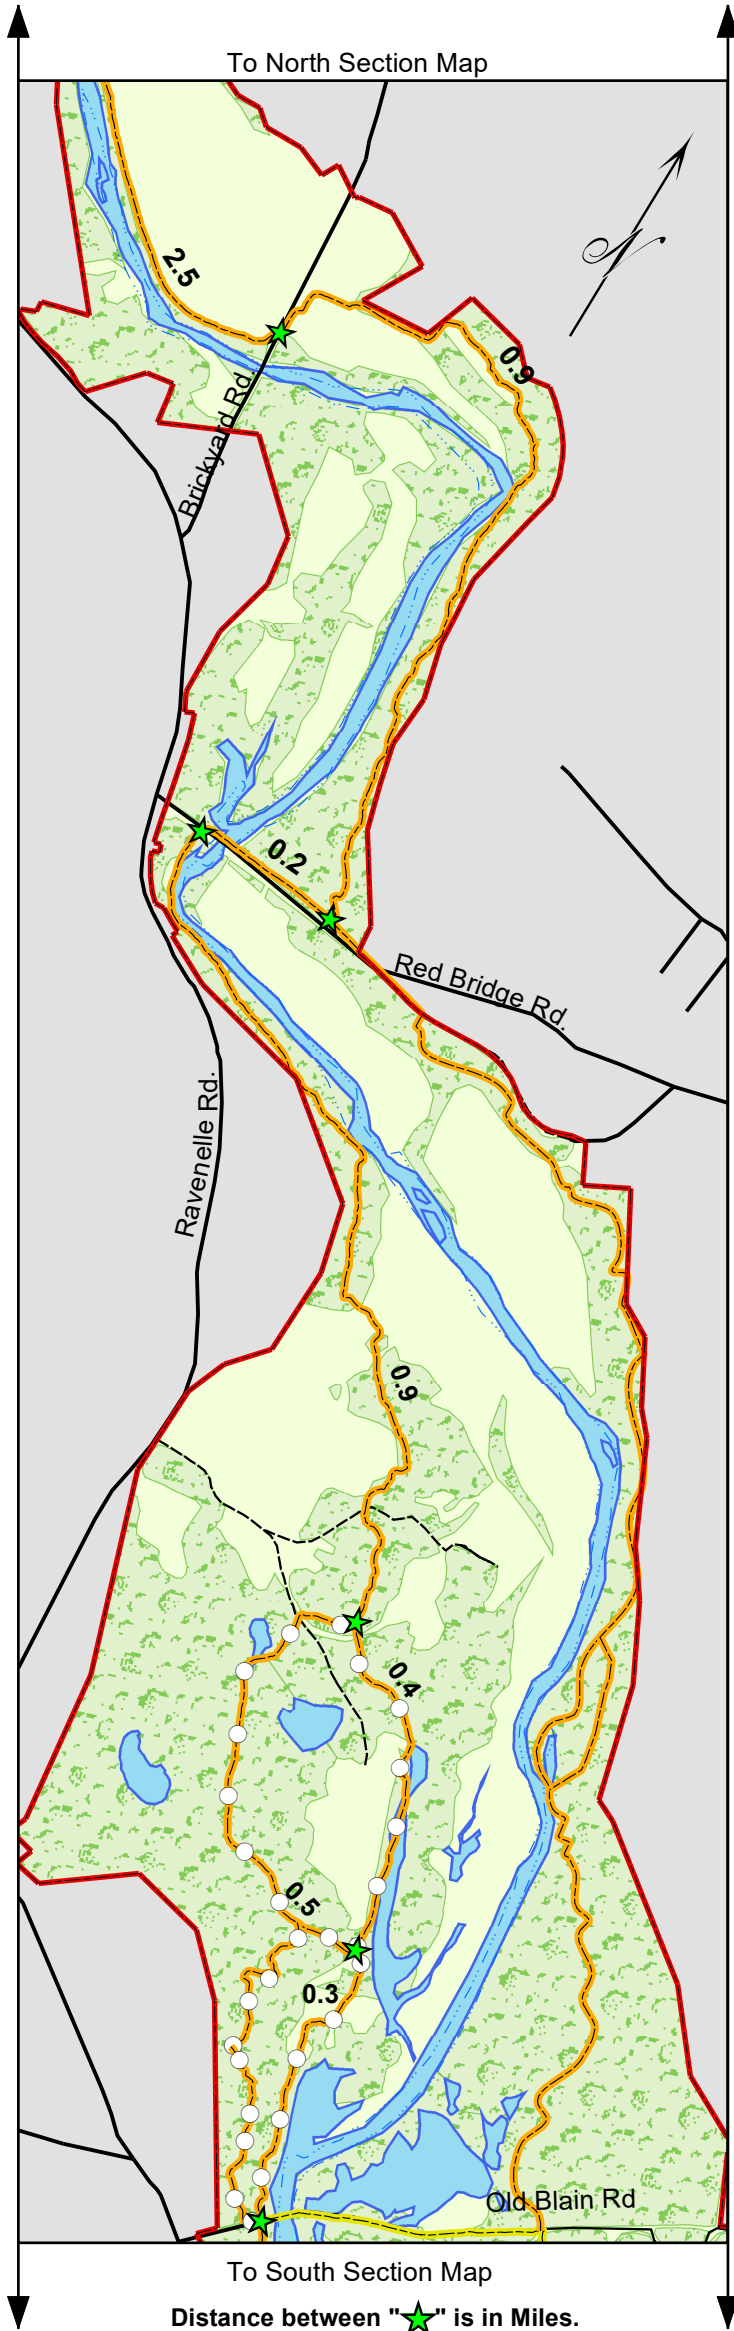 To North Section Map
N
2.5
0.9
Brickyard Rd.
0.2
Red Bridge Rd.
Ravenelle Rd.
0.9
0.4
0.5
0.3
Old Blain Rd
To South Section Map
Distance between "★" is in Miles.